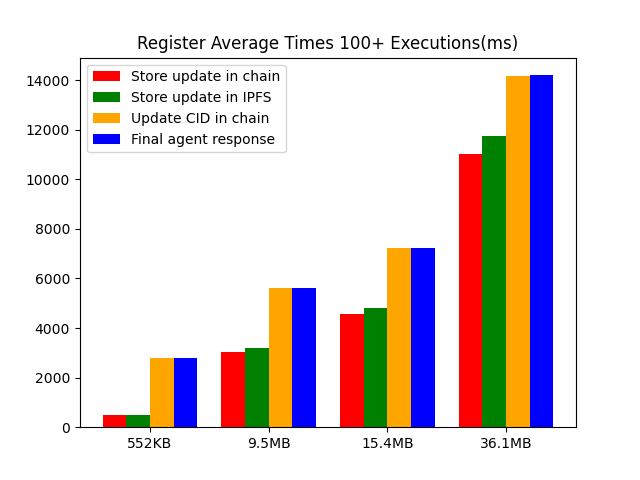 Register Average Times 100+ Executions(ms)
Store update in chain
Store update in IPFS
Update CID in chain
Final agent response
14000
12000
10000
8000
6000
4000
2000
0
552KB 9.5MB 15.4MB 36.1MB